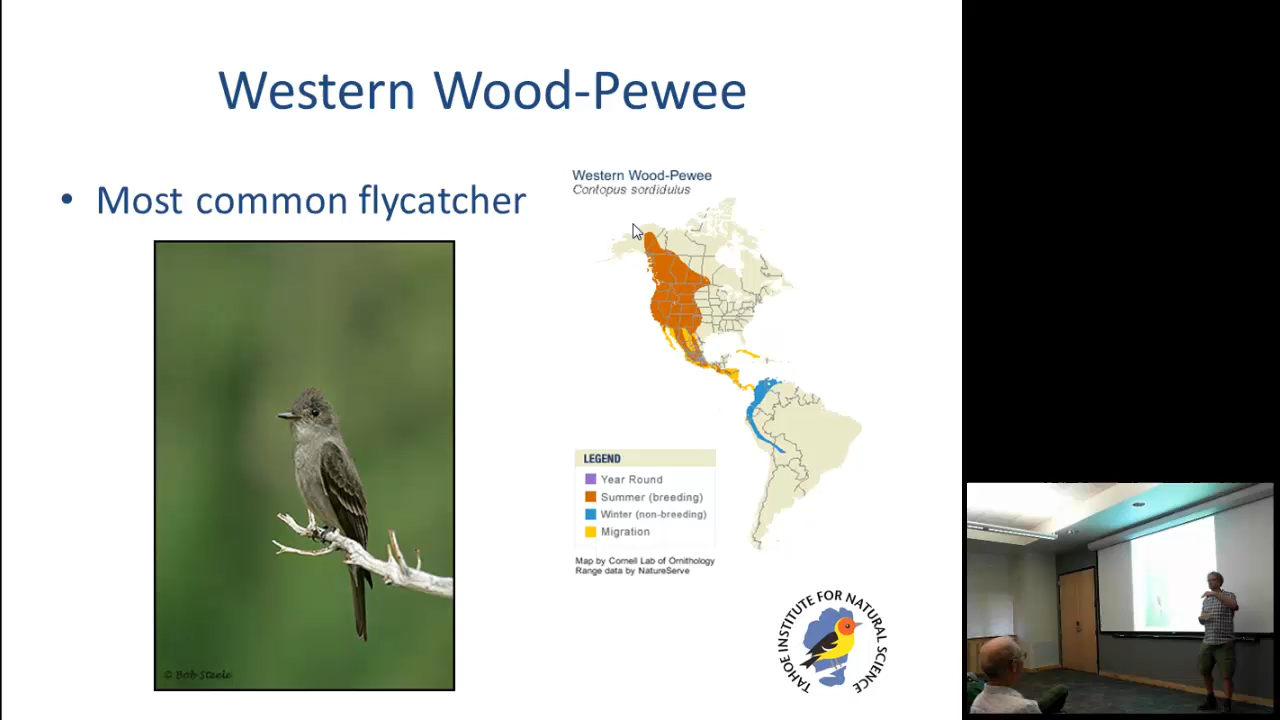 Western Wood-Pewee
• Most common flycatcher
Western Wood-Pewee
Contopus sordidulus
LEGEND
Year Round
Summer (breeding)
Winter (non-breeding)
Migration
Map by Cornell Lab of Ornithology
Range data by NatureServe
© Bob Steele
TAHOE INSTITUTE FOR NATURAL SCIENCE